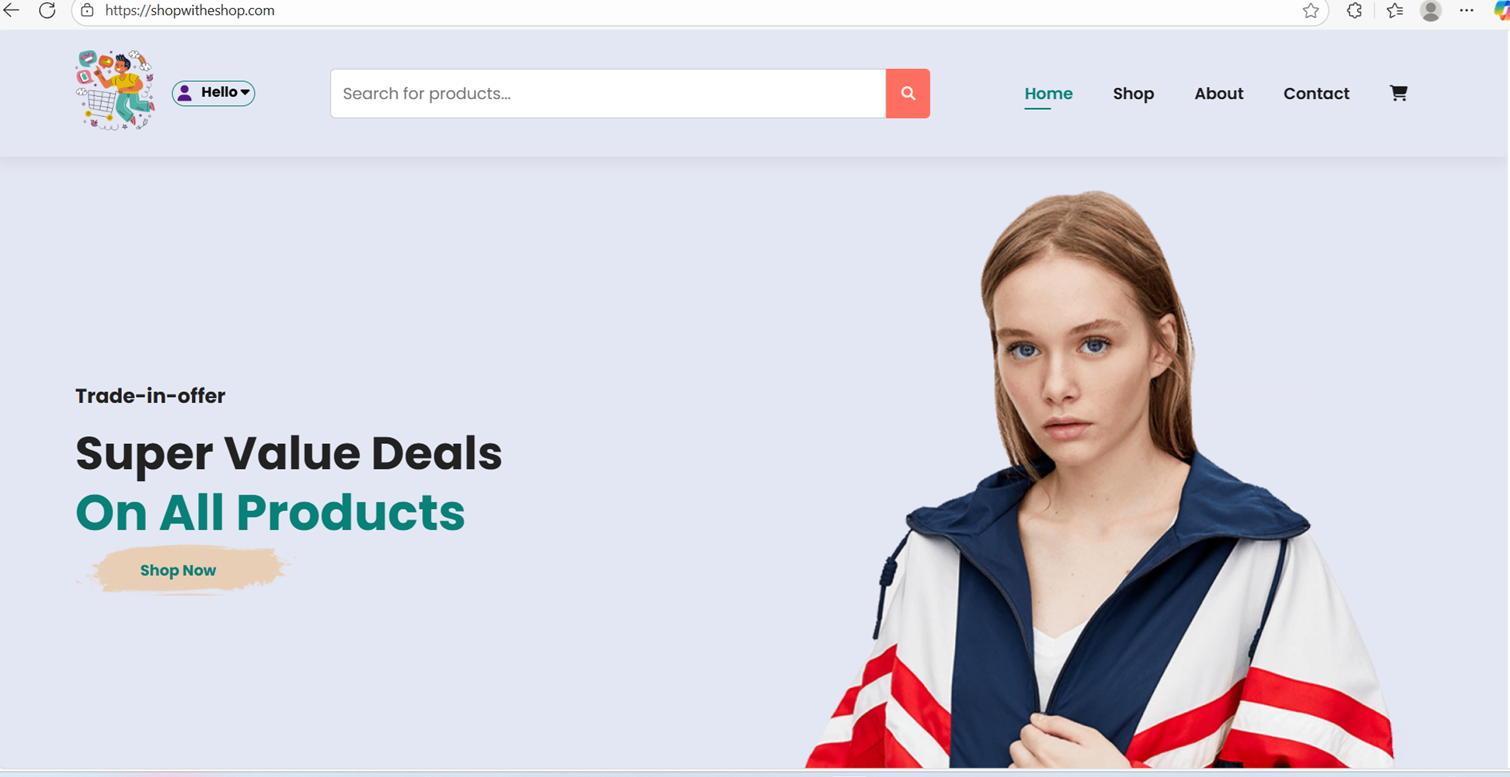 https://shopwitheshop.com
Hello
Search for products...
Home
Shop
About
Contact
Trade-in-offer
Super Value Deals
On All Products
Shop Now